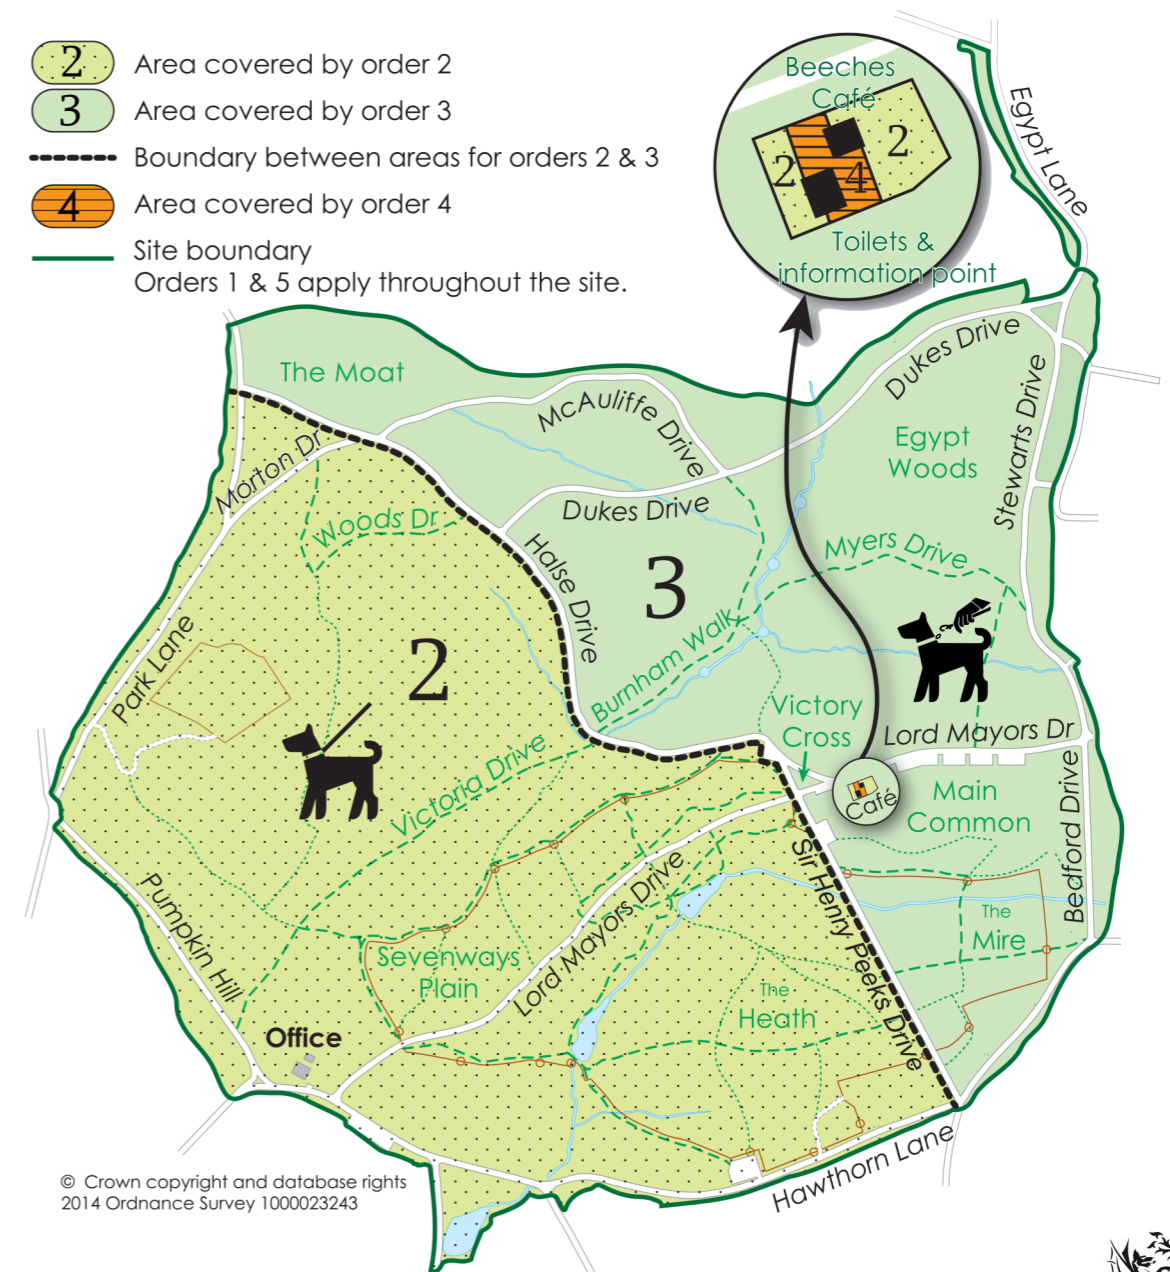 2 Area covered by order 2
3 Area covered by order 3
Boundary between areas for orders 2 & 3
4 Area covered by order 4
Site boundary
Orders 1 & 5 apply throughout the site.
Beeches
Café
2
4
2
Toilets &
information point
Egypt Lane
The Moat
McAuliffe Drive
Dukes Drive
Stewarts Drive
Egypt
Woods
Morton Dr
Woods Dr
Dukes Drive
Halse Drive
3
Myers Drive
Burnham Walk
Park Lane
2
Victory
Cross
Lord Mayors Dr
Victoria Drive
Café
Main
Common
Bedford Drive
Sir Henry Peeks Drive
Pumpkin Hill
Sevenways
Plain
Lord Mayors Drive
The
Mire
The
Heath
Office
Hawthorn Lane
© Crown copyright and database rights
2014 Ordnance Survey 1000023243